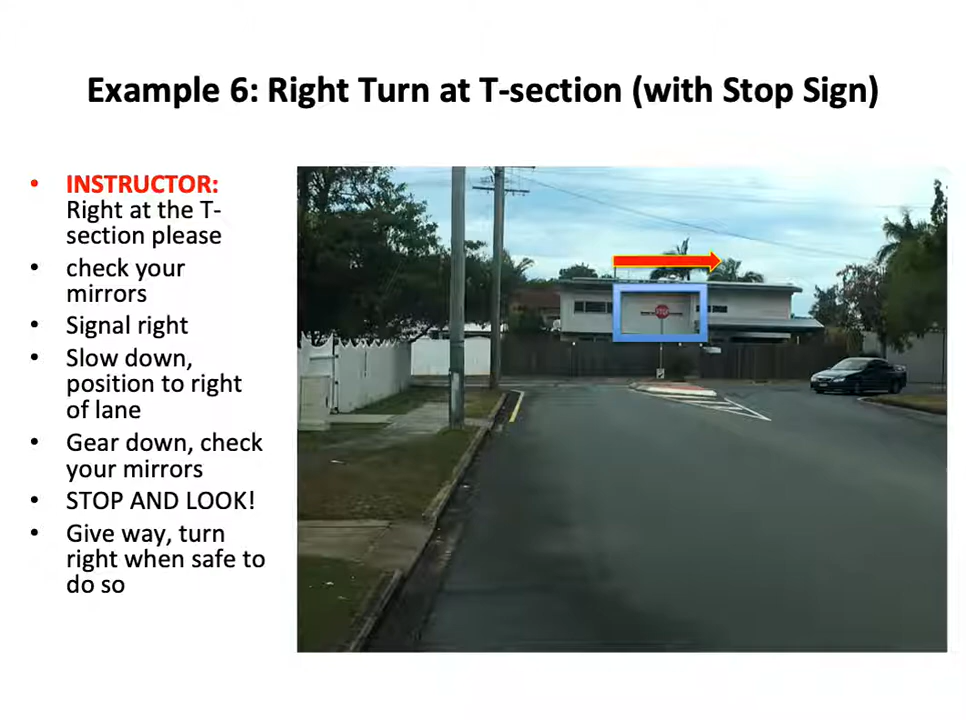 Example 6: Right Turn at T-section (with Stop Sign)
• INSTRUCTOR:
Right at the T-
section please
• check your
mirrors
• Signal right
• Slow down,
position to right
of lane
• Gear down, check
your mirrors
• STOP AND LOOK!
• Give way, turn
right when safe to
do so
STOP